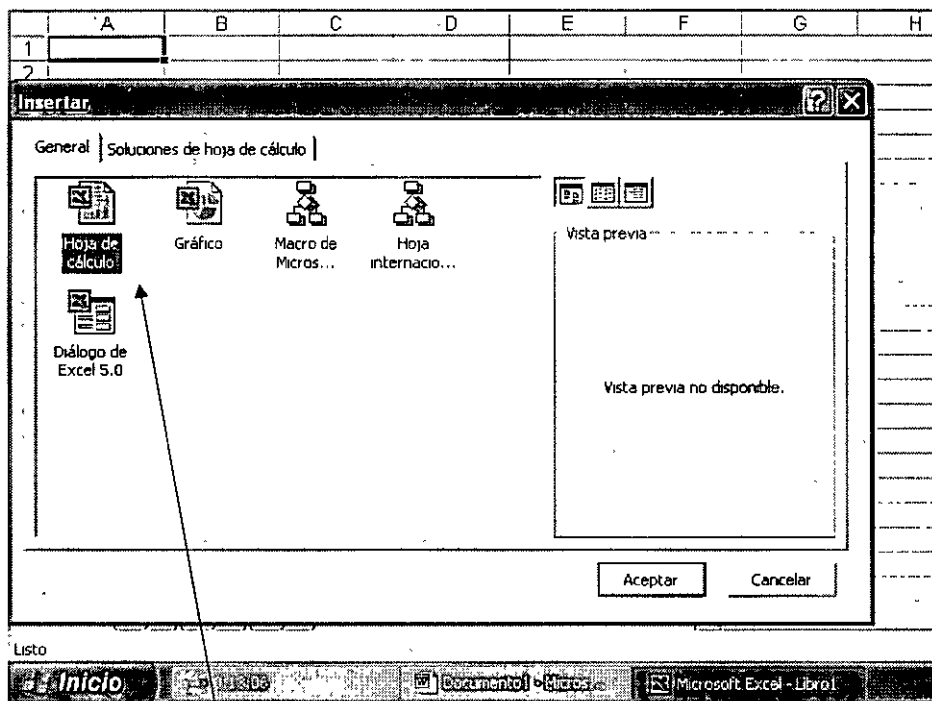 A B C D E F G H
1
2
Insertar
General Soluciones de hoja de cálculo
Hoja de cálculo
Gráfico
Macro de Micros...
Hoja internacio...
Diálogo de Excel 5.0
Vista previa
Vista previa no disponible.
Aceptar Cancelar
Listo
Inicio
Documento1 - Micros...
Microsoft Excel - Libro1